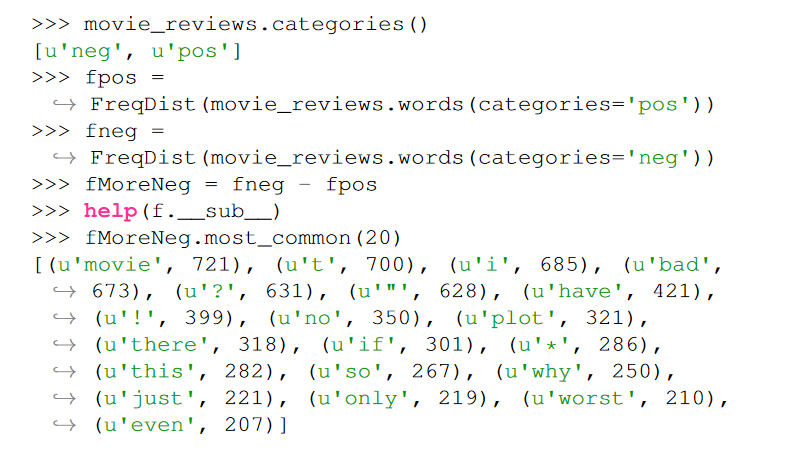 >>> movie_reviews.categories()
[u'neg', u'pos']
>>> fpos =
↪ FreqDist(movie_reviews.words(categories='pos'))
>>> fneg =
↪ FreqDist(movie_reviews.words(categories='neg'))
>>> fMoreNeg = fneg - fpos
>>> help(f.__sub__)
>>> fMoreNeg.most_common(20)
[(u'movie', 721), (u't', 700), (u'i', 685), (u'bad',
↪ 673), (u'?', 631), (u'"', 628), (u'have', 421),
↪ (u'!', 399), (u'no', 350), (u'plot', 321),
↪ (u'there', 318), (u'if', 301), (u'*', 286),
↪ (u'this', 282), (u'so', 267), (u'why', 250),
↪ (u'just', 221), (u'only', 219), (u'worst', 210),
↪ (u'even', 207)]